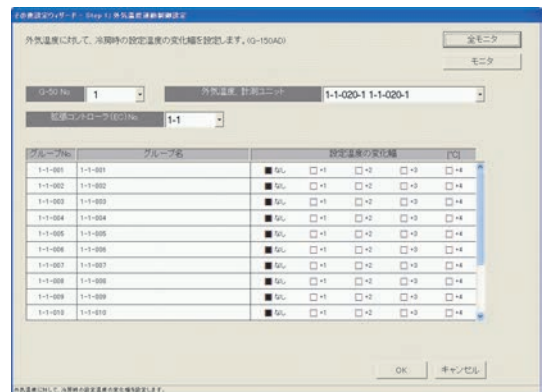 その他設定ウィザード - Step 1) 外気温度連動制御設定
外気温度に対して、冷房時の設定温度の変化幅を設定します。(G-150AD)
全モニタ
モニタ
G-50 No. 1 外気温度 計測ユニット 1-1-020-1 1-1-020-1
拡張コントローラ(EC)No. 1-1
グループNo. グループ名 設定温度の変化幅 [℃]
1-1-001 1-1-001 なし +1 +2 +3 +4
1-1-002 1-1-002 なし +1 +2 +3 +4
1-1-003 1-1-003 なし +1 +2 +3 +4
1-1-004 1-1-004 なし +1 +2 +3 +4
1-1-005 1-1-005 なし +1 +2 +3 +4
1-1-006 1-1-006 なし +1 +2 +3 +4
1-1-007 1-1-007 なし +1 +2 +3 +4
1-1-008 1-1-008 なし +1 +2 +3 +4
1-1-009 1-1-009 なし +1 +2 +3 +4
1-1-010 1-1-010 なし +1 +2 +3 +4
OK キャンセル
外気温度に対して、冷房時の設定温度の変化幅を設定します。